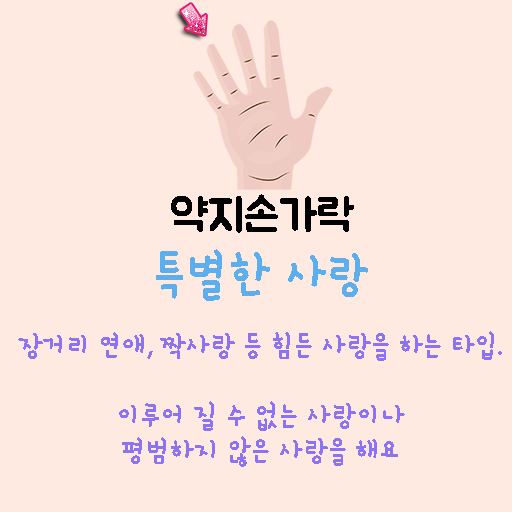 약지손가락
특별한 사랑
장거리 연애, 짝사랑 등 힘든 사랑을 하는 타입.
이루어 질 수 없는 사랑이나
평범하지 않은 사랑을 해요